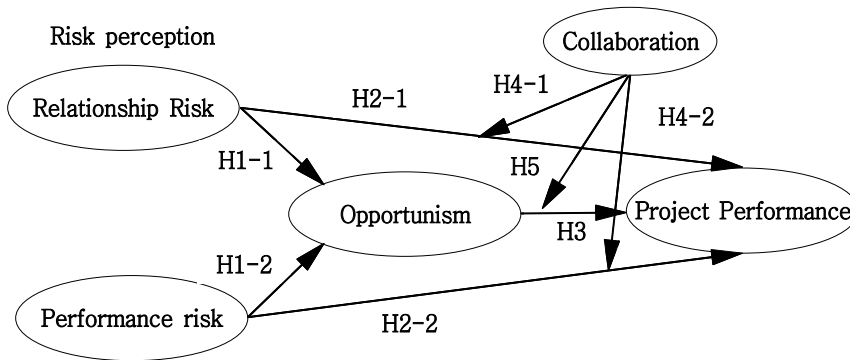 Risk perception
Collaboration
Relationship Risk
H2-1
H4-1
H4-2
H1-1
H5
Opportunism
Project Performance
H3
H1-2
Performance risk
H2-2